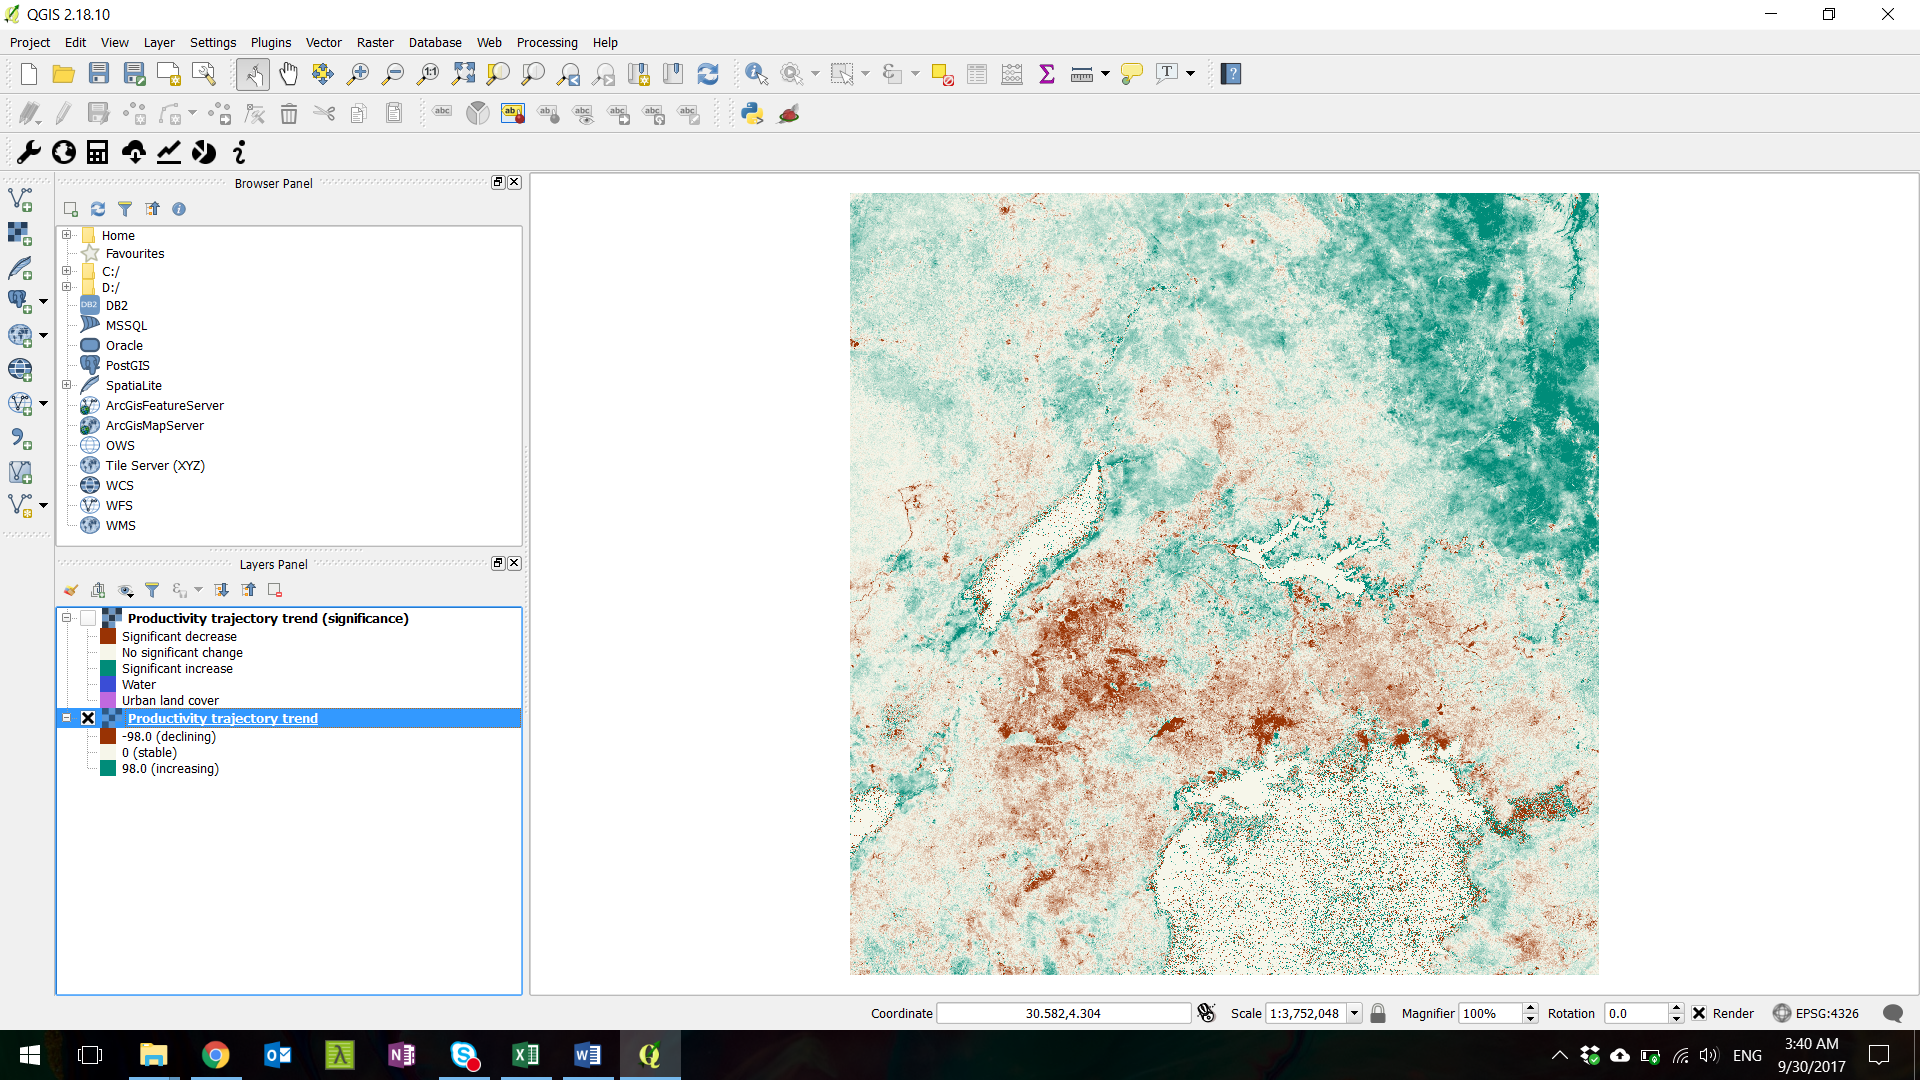 QGIS 2.18.10
Project Edit View Layer Settings Plugins Vector Raster Database Web Processing Help
Browser Panel
Home
Favourites
C:/
D:/
DB2
MSSQL
Oracle
PostGIS
SpatiaLite
ArcGisFeatureServer
ArcGisMapServer
OWS
Tile Server (XYZ)
WCS
WFS
WMS
Layers Panel
Productivity trajectory trend (significance)
Significant decrease
No significant change
Significant increase
Water
Urban land cover
Productivity trajectory trend
-98.0 (declining)
0 (stable)
98.0 (increasing)
Coordinate 30.582,4.304 Scale 1:3,752,048 Magnifier 100% Rotation 0.0 Render EPSG:4326
ENG
3:40 AM
9/30/2017